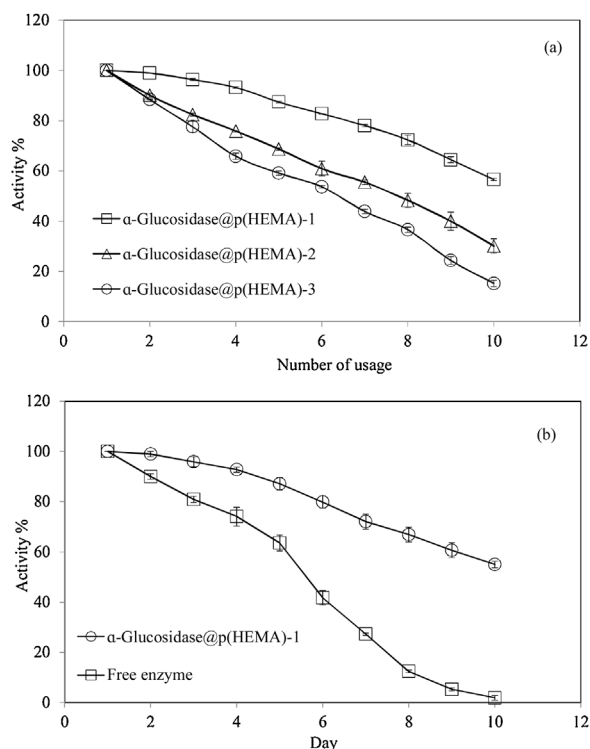 120
(a)
100
80
60
Activity %
α-Glucosidase@p(HEMA)-1
40
α-Glucosidase@p(HEMA)-2
20
α-Glucosidase@p(HEMA)-3
0
0 2 4 6 8 10 12
Number of usage
120
(b)
100
80
60
Activity %
40
α-Glucosidase@p(HEMA)-1
20
Free enzyme
0
0 2 4 6 8 10 12
Day